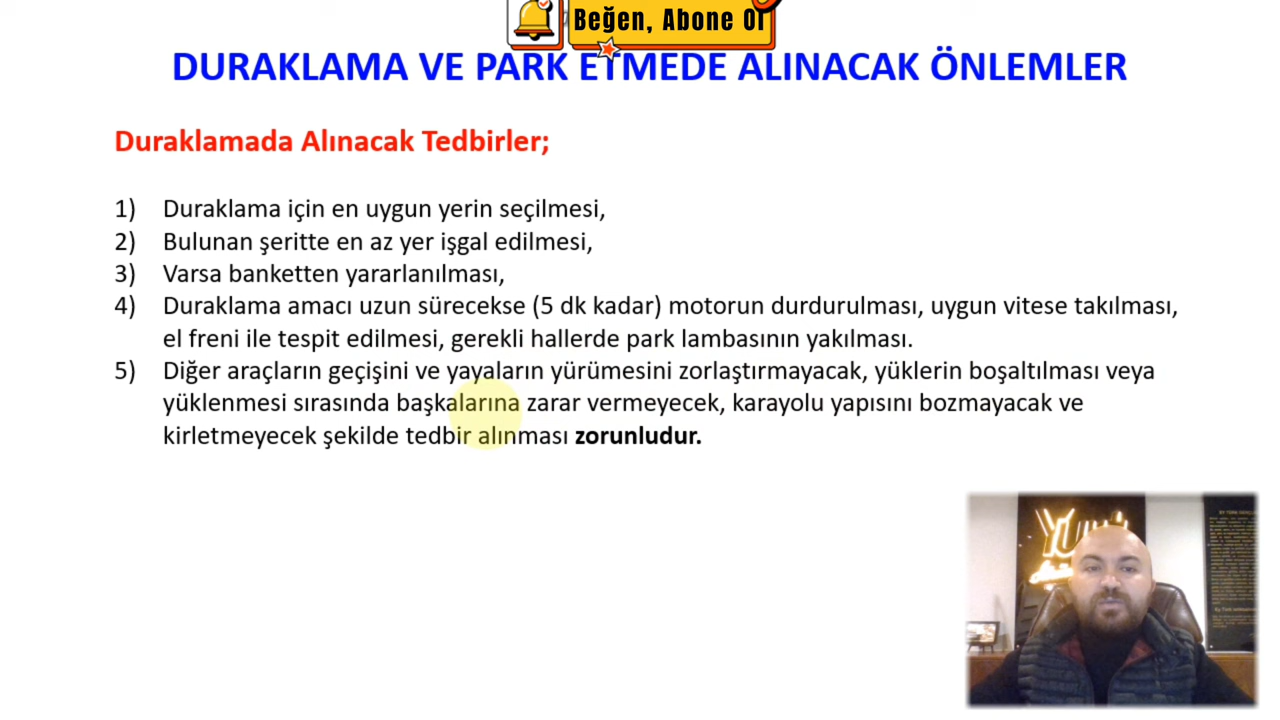 Beğen, Abone Ol
DURAKLAMA VE PARK ETMEDE ALINACAK ÖNLEMLER
Duraklamada Alınacak Tedbirler;
1) Duraklama için en uygun yerin seçilmesi,
2) Bulunan şeritte en az yer işgal edilmesi,
3) Varsa banketten yararlanılması,
4) Duraklama amacı uzun sürecekse (5 dk kadar) motorun durdurulması, uygun vitese takılması,
el freni ile tespit edilmesi, gerekli hallerde park lambasının yakılması.
5) Diğer araçların geçişini ve yayaların yürümesini zorlaştırmayacak, yüklerin boşaltılması veya
yüklenmesi sırasında başkalarına zarar vermeyecek, karayolu yapısını bozmayacak ve
kirletmeyecek şekilde tedbir alınması zorunludur.